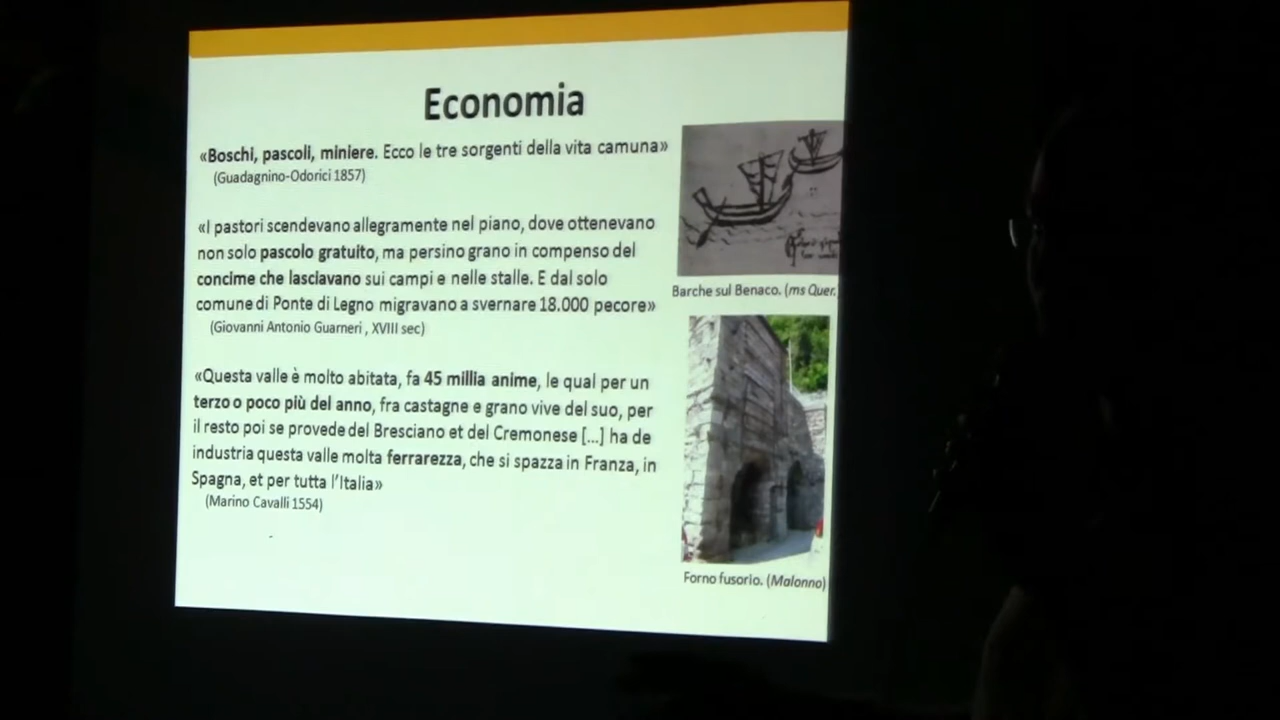 Economia
«Boschi, pascoli, miniere. Ecco le tre sorgenti della vita camuna»
(Guadagnino-Odorici 1857)
«I pastori scendevano allegramente nel piano, dove ottenevano
non solo pascolo gratuito, ma persino grano in compenso del
concime che lasciavano sui campi e nelle stalle. E dal solo
comune di Ponte di Legno migravano a svernare 18.000 pecore»
(Giovanni Antonio Guarneri , XVIII sec)
«Questa valle è molto abitata, fa 45 millia anime, le qual per un
terzo o poco più del anno, fra castagne e grano vive del suo, per
il resto poi se provede del Bresciano et del Cremonese [...] ha de
industria questa valle molta ferrarezza, che si spazza in Franza, in
Spagna, et per tutta l'Italia»
(Marino Cavalli 1554)
Barche sul Benaco. (ms Quer.
Forno fusorio. (Malonno)